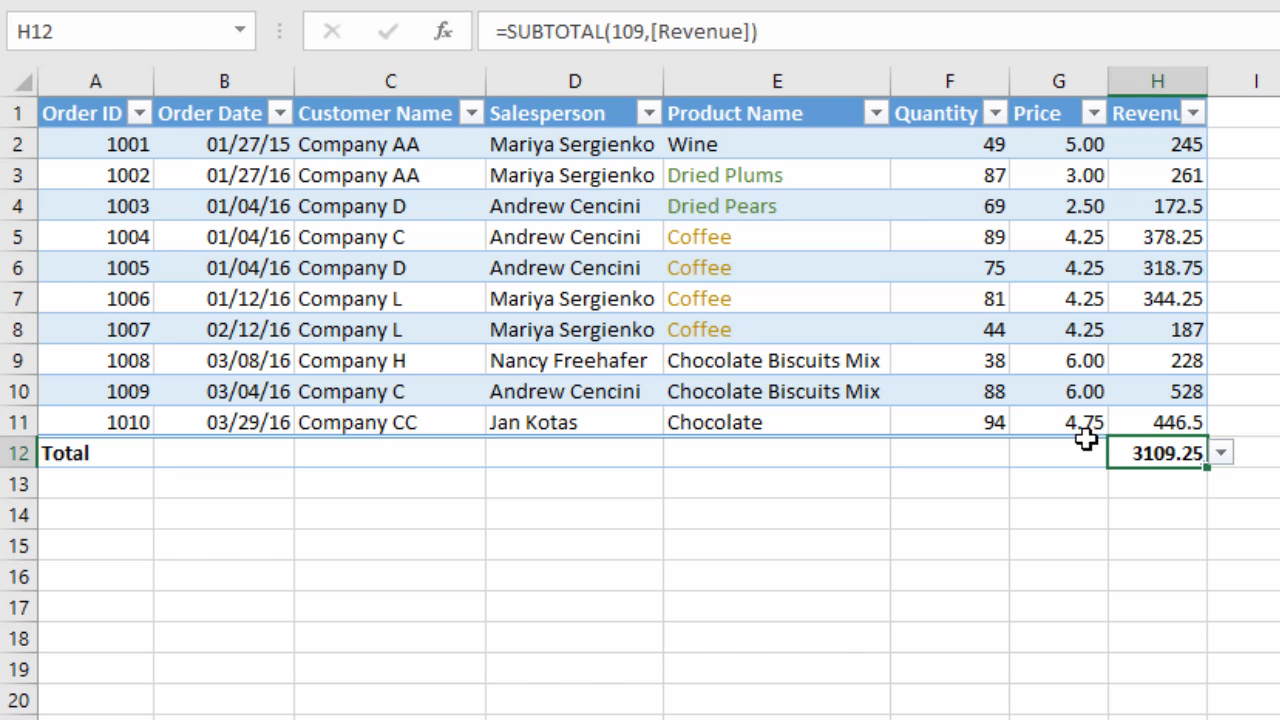 H12 fx =SUBTOTAL(109,[Revenue])
A B C D E F G H I
1 Order ID Order Date Customer Name Salesperson Product Name Quantity Price Revenu
2 1001 01/27/15 Company AA Mariya Sergienko Wine 49 5.00 245
3 1002 01/27/16 Company AA Mariya Sergienko Dried Plums 87 3.00 261
4 1003 01/04/16 Company D Andrew Cencini Dried Pears 69 2.50 172.5
5 1004 01/04/16 Company C Andrew Cencini Coffee 89 4.25 378.25
6 1005 01/04/16 Company D Andrew Cencini Coffee 75 4.25 318.75
7 1006 01/12/16 Company L Mariya Sergienko Coffee 81 4.25 344.25
8 1007 02/12/16 Company L Mariya Sergienko Coffee 44 4.25 187
9 1008 03/08/16 Company H Nancy Freehafer Chocolate Biscuits Mix 38 6.00 228
10 1009 03/04/16 Company C Andrew Cencini Chocolate Biscuits Mix 88 6.00 528
11 1010 03/29/16 Company CC Jan Kotas Chocolate 94 4.75 446.5
12 Total 3109.25
13
14
15
16
17
18
19
20